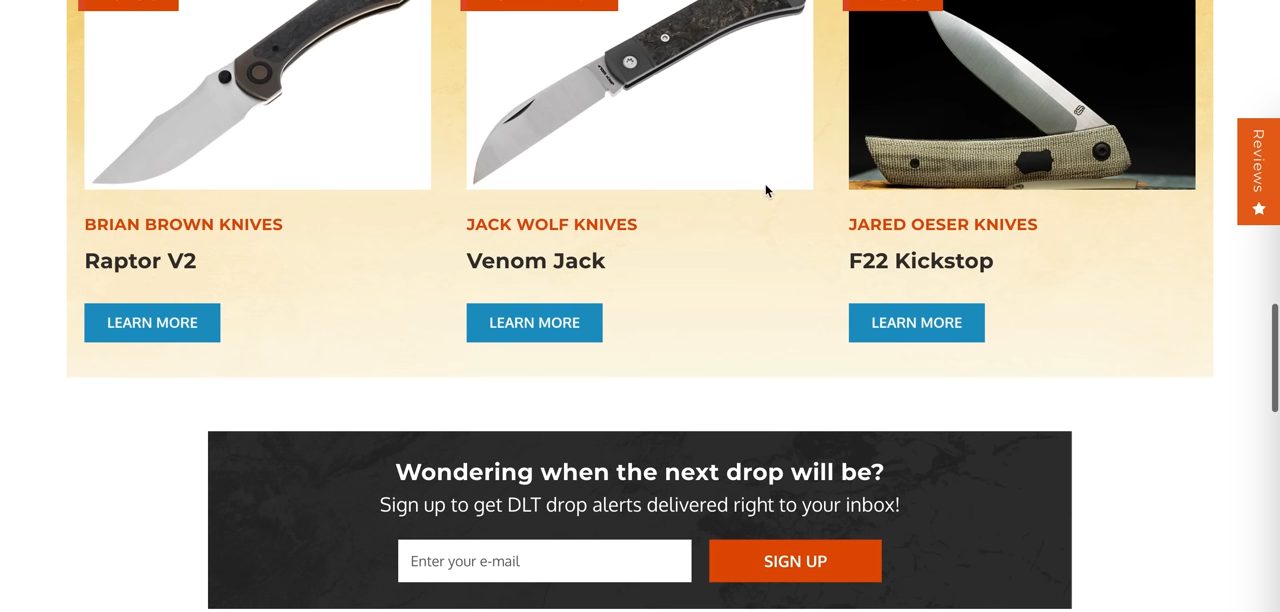 BRIAN BROWN KNIVES
Raptor V2
LEARN MORE
JACK WOLF KNIVES
Venom Jack
LEARN MORE
JARED OESER KNIVES
F22 Kickstop
LEARN MORE
Reviews
Wondering when the next drop will be?
Sign up to get DLT drop alerts delivered right to your inbox!
Enter your e-mail
SIGN UP